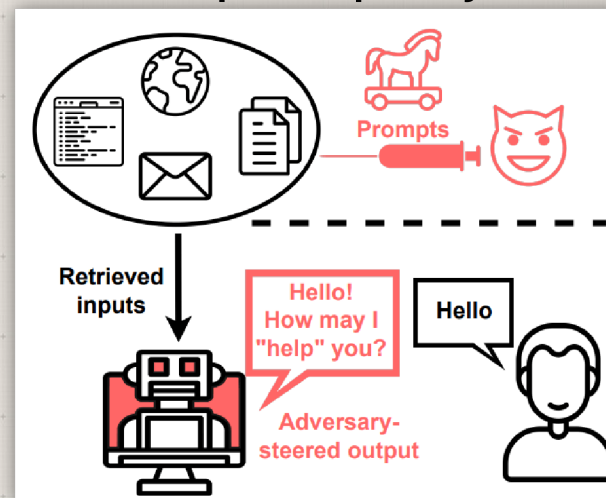 Prompts
Retrieved
inputs
Hello!
How may I
"help" you?
Hello
Adversary-
steered output